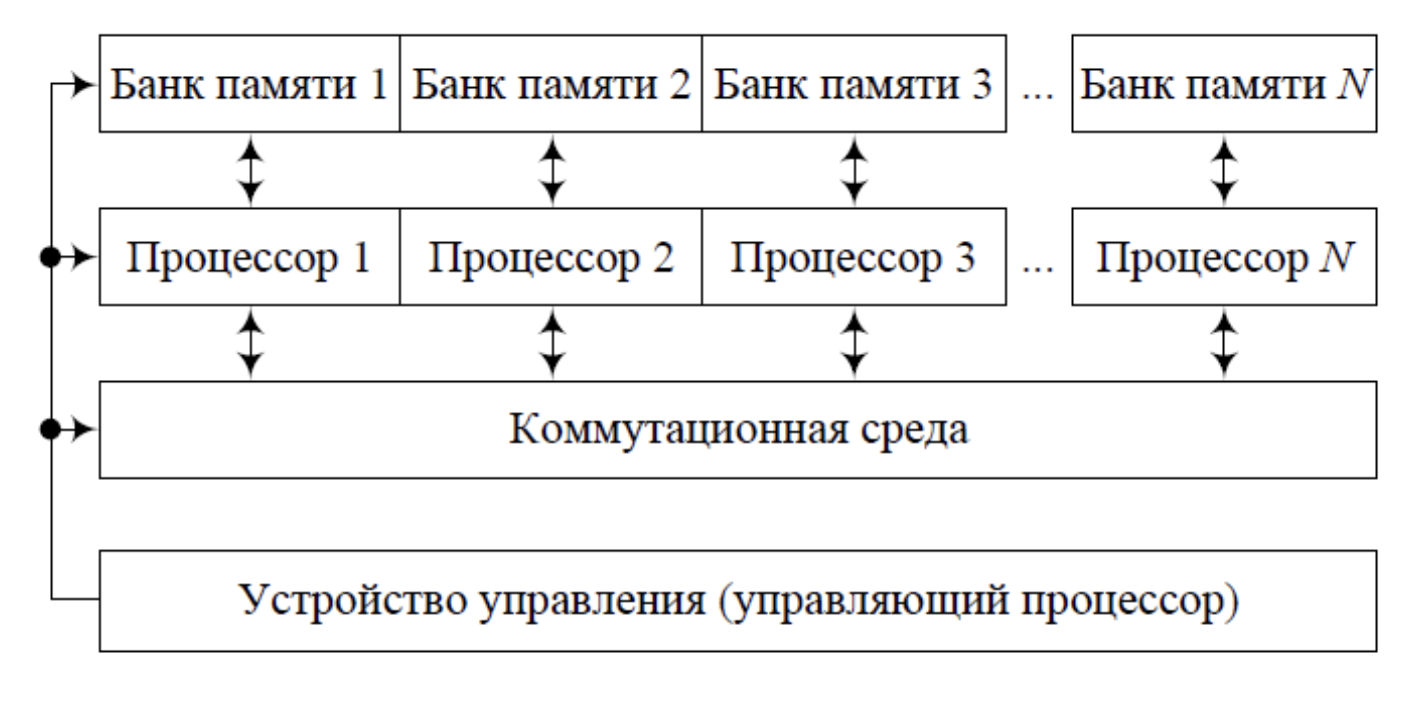 Банк памяти 1 Банк памяти 2 Банк памяти 3 ... Банк памяти N
Процессор 1 Процессор 2 Процессор 3 ... Процессор N
Коммутационная среда
Устройство управления (управляющий процессор)